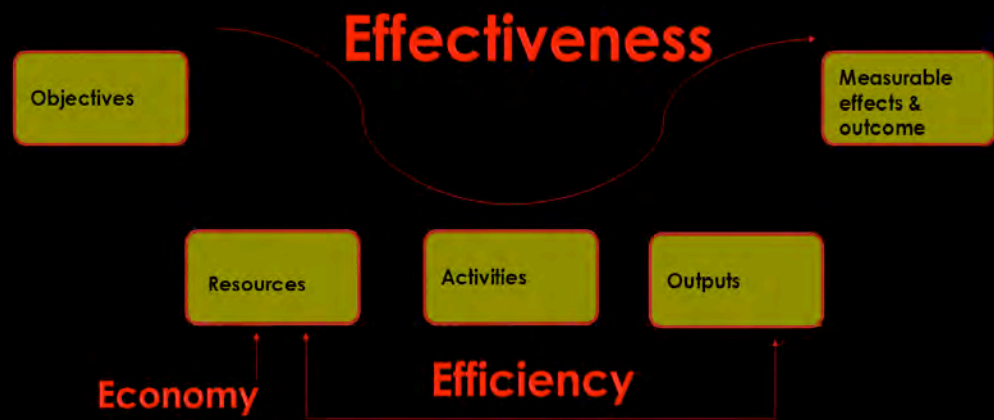 Effectiveness
Objectives
Measurable
effects &
outcome
Resources
Activities
Outputs
Economy
Efficiency